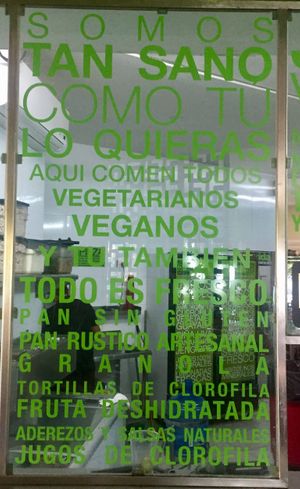 SOMOS
TAN SANO
COMO TU
LO QUIERAS
AQUI COMEN TODOS
VEGETARIANOS
VEGANOS
Y TU TAMBIEN
TODO ES FRESCO
PAN SIN GLUTEN
PAN RUSTICO ARTESANAL
GRANOLA
TORTILLAS DE CLOROFILA
FRUTA DESHIDRATADA
ADEREZOS Y SALSAS NATURALES
JUGOS DE CLOROFILA